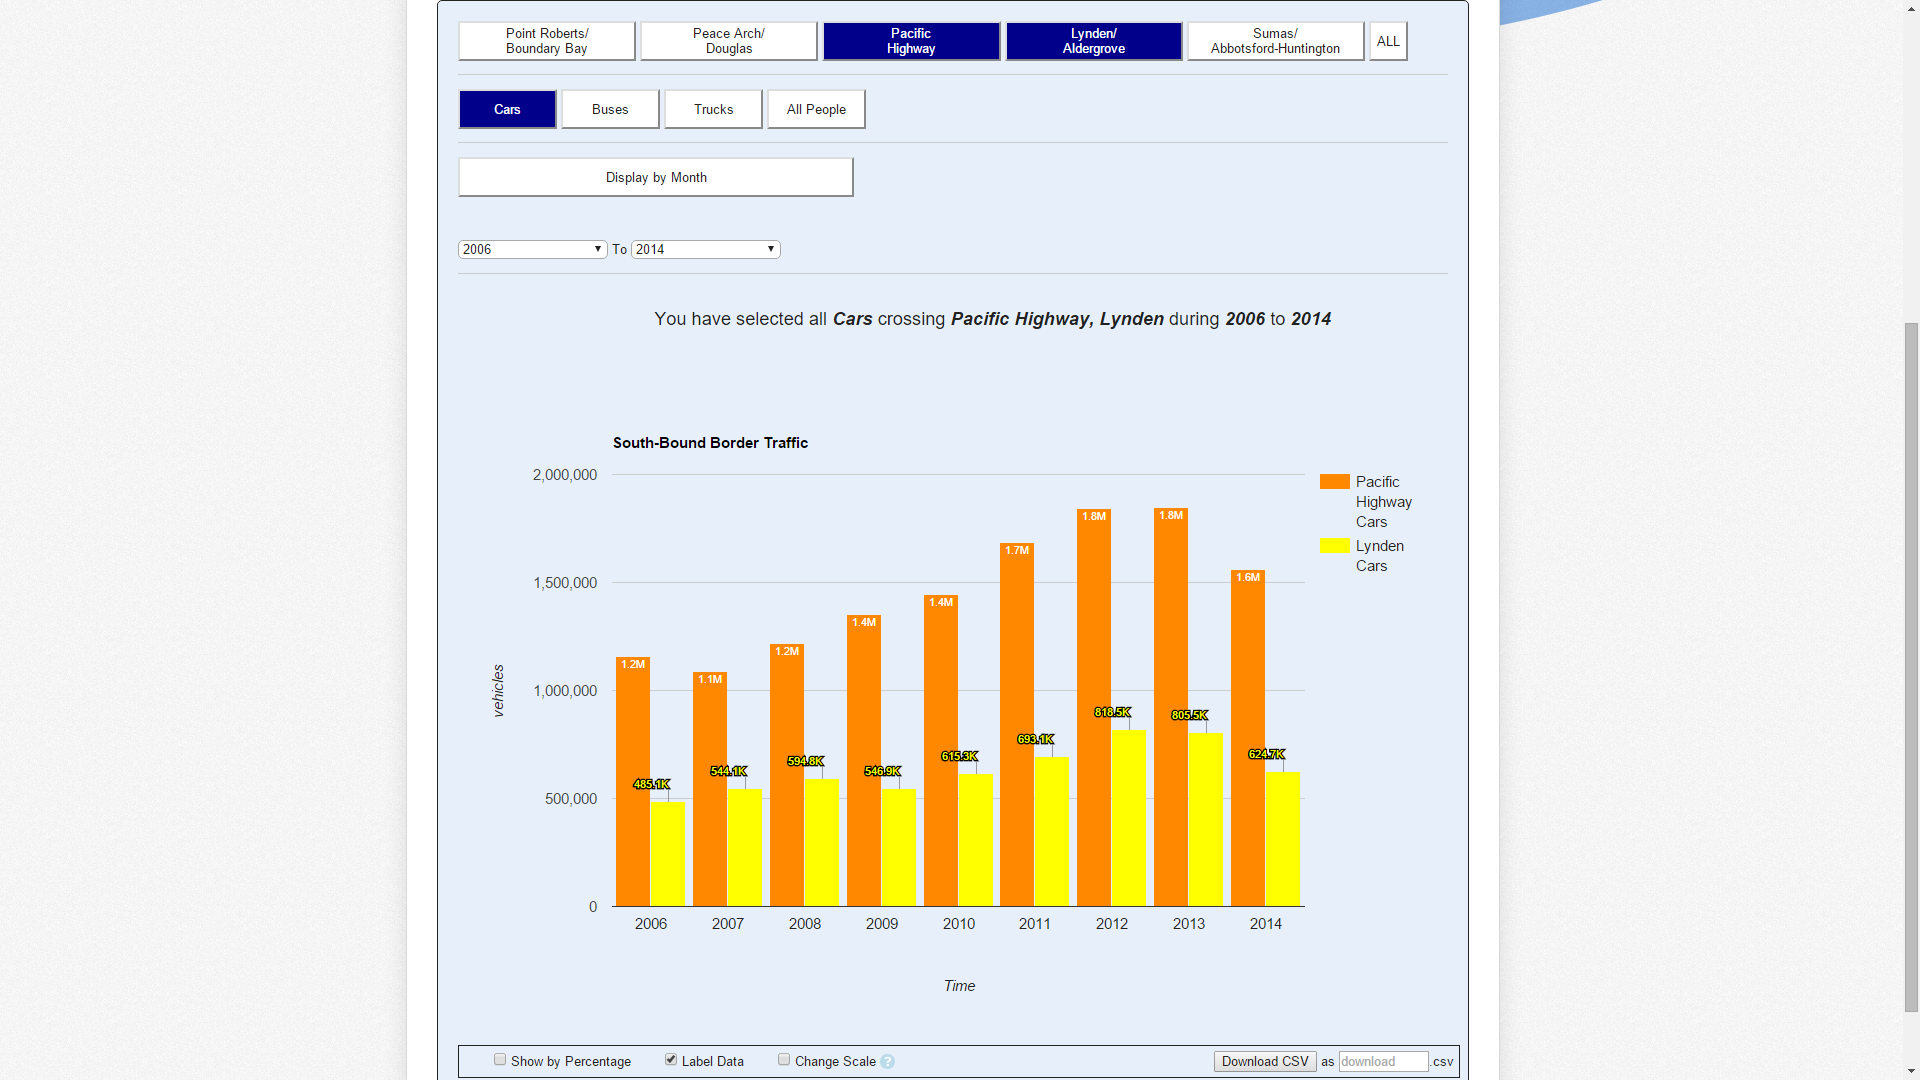 Point Roberts/
Boundary Bay
Peace Arch/
Douglas
Pacific
Highway
Lynden/
Aldergrove
Sumas/
Abbotsford-Huntington
ALL
Cars
Buses
Trucks
All People
Display by Month
2006 To 2014
You have selected all Cars crossing Pacific Highway, Lynden during 2006 to 2014
South-Bound Border Traffic
2,000,000
1,500,000
1,000,000
500,000
0
vehicles
1.2M
1.1M
1.2M
1.4M
1.4M
1.7M
1.8M
1.8M
1.6M
485.1K
544.1K
594.8K
546.9K
615.3K
693.1K
818.5K
805.5K
624.7K
2006
2007
2008
2009
2010
2011
2012
2013
2014
Time
Pacific
Highway
Cars
Lynden
Cars
Show by Percentage
Label Data
Change Scale ?
Download CSV as download .csv